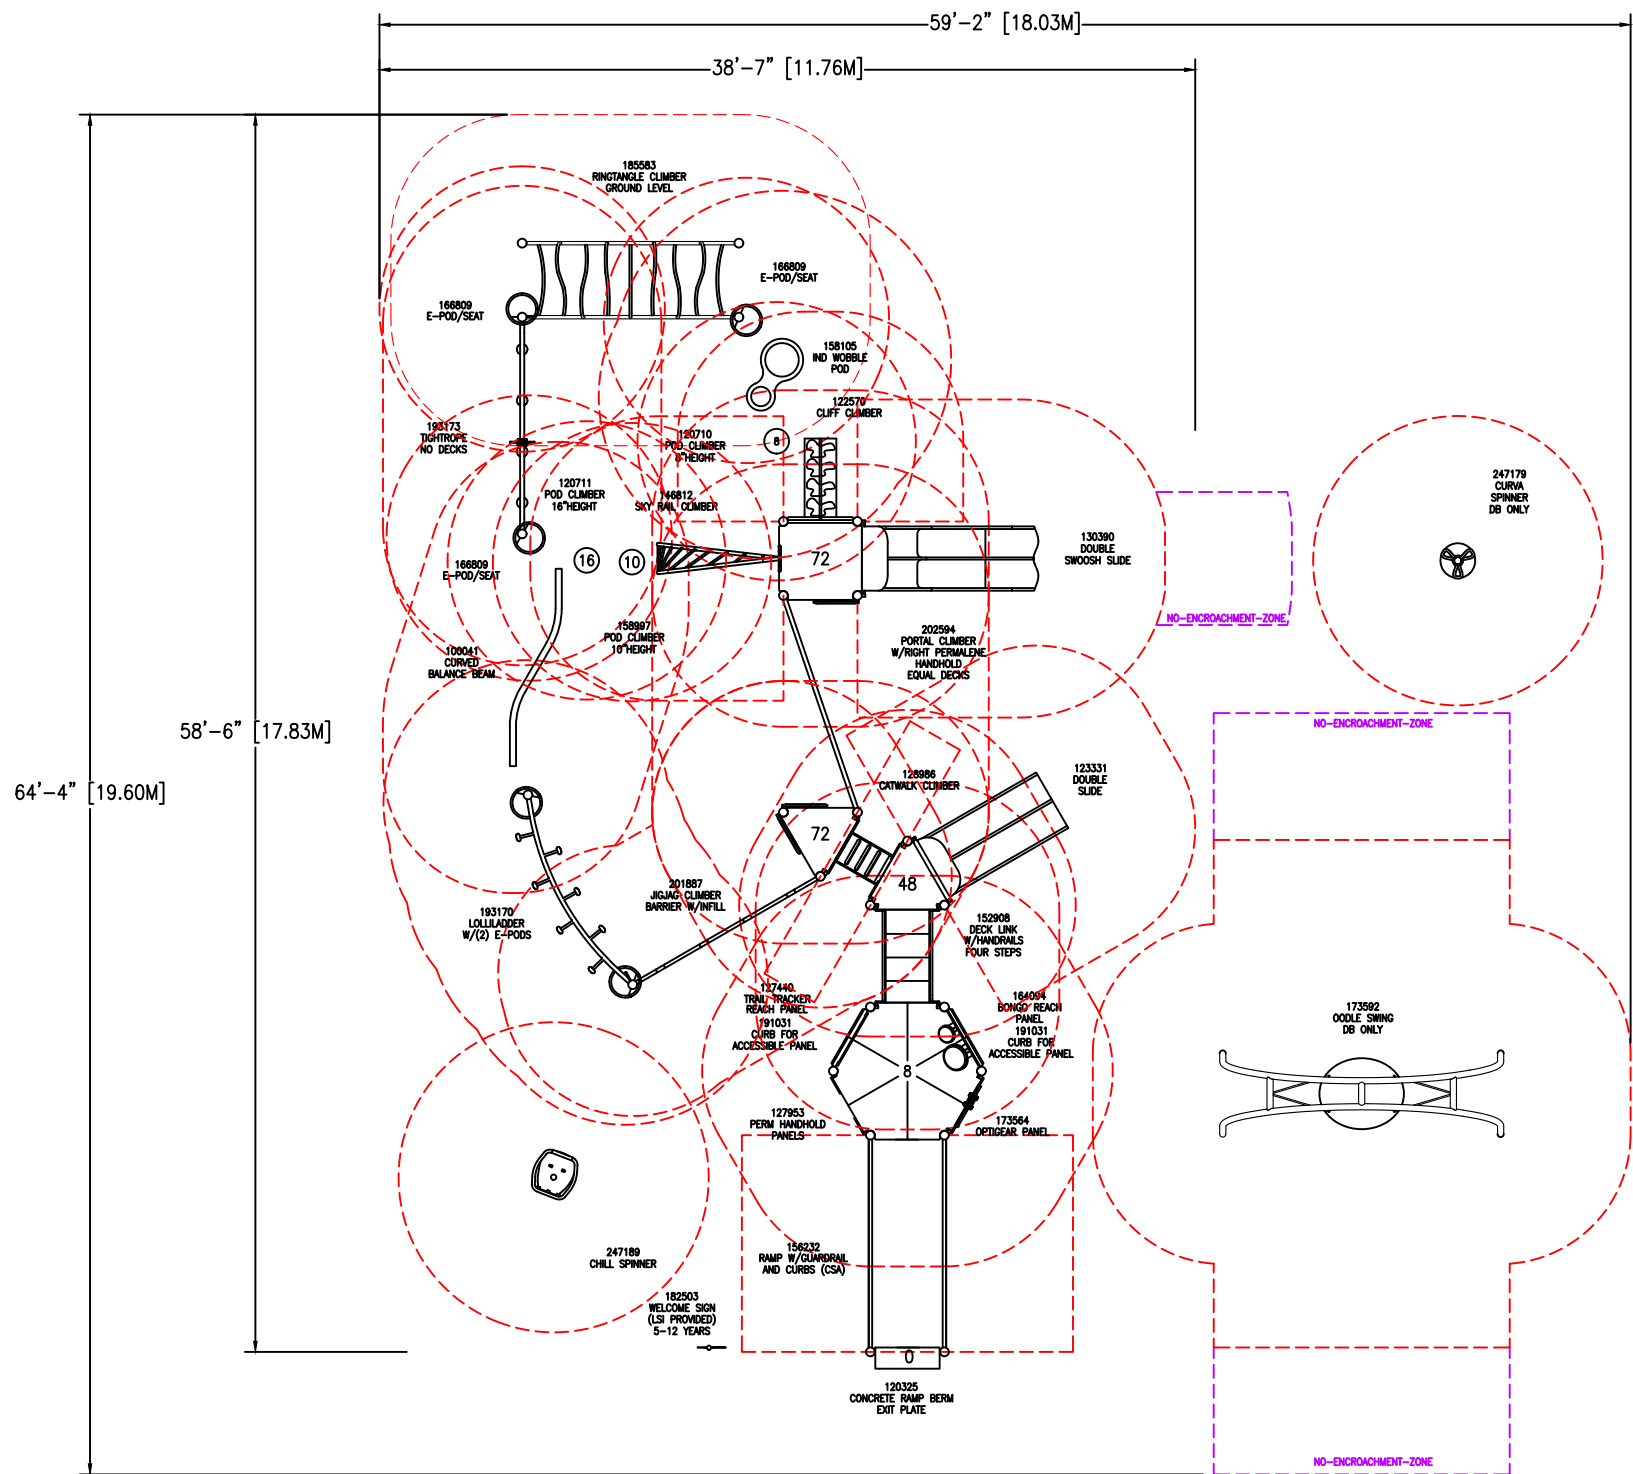 59'-2" [18.03M]
38'-7" [11.76M]
185583
RINGTANGLE CLIMBER
GROUND LEVEL
166809
E-POD/SEAT
166809
E-POD/SEAT
158105
IND WOBBLE
POD
122570
CLIFF CLIMBER
193173
TIGHTROPE
NO DECKS
120710
POD CLIMBER
8"HEIGHT
8
120711
POD CLIMBER
16"HEIGHT
146812
SKY RAIL CLIMBER
247179
CURVA
SPINNER
DB ONLY
130390
DOUBLE
SWOOSH SLIDE
72
16
10
166809
E-POD/SEAT
NO-ENCROACHMENT-ZONE
158997
POD CLIMBER
10"HEIGHT
202594
PORTAL CLIMBER
W/RIGHT PERMALENE
HANDHOLD
EQUAL DECKS
100041
CURVED
BALANCE BEAM
58'-6" [17.83M]
NO-ENCROACHMENT-ZONE
64'-4" [19.60M]
128986
CATWALK CLIMBER
123331
DOUBLE
SLIDE
72
48
201887
JIGJAG CLIMBER
BARRIER W/INFILL
193170
LOLLILADDER
W/(2) E-PODS
152908
DECK LINK
W/HANDRAILS
FOUR STEPS
127440
TRAIL TRACKER
REACH PANEL
191031
CURB FOR
ACCESSIBLE PANEL
164094
BONGO REACH
PANEL
191031
CURB FOR
ACCESSIBLE PANEL
173592
OODLE SWING
DB ONLY
8
127953
PERM HANDHOLD
PANELS
173564
OPTIGEAR PANEL
247189
CHILL SPINNER
156232
RAMP W/GUARDRAIL
AND CURBS (CSA)
182503
WELCOME SIGN
(LSI PROVIDED)
5-12 YEARS
0
120325
CONCRETE RAMP BERM
EXIT PLATE
NO-ENCROACHMENT-ZONE